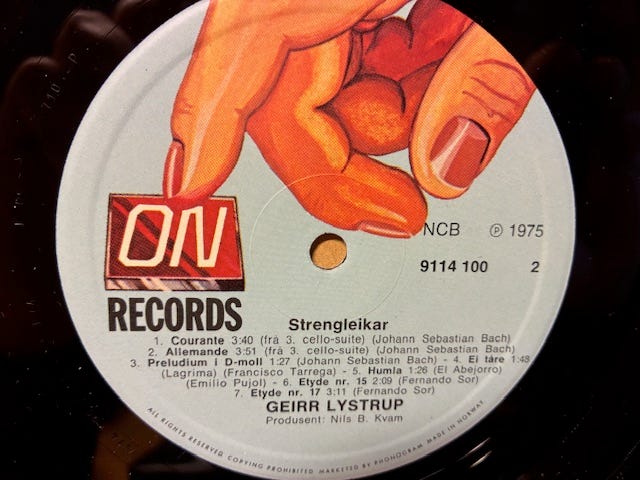 ON
RECORDS
NCB ℗ 1975
9114 100 2
Strengleikar
1. Courante 3:40 (frå 3. cello-suite) (Johann Sebastian Bach)
2. Allemande 3:51 (frå 3. cello-suite) (Johann Sebastian Bach)
3. Preludium i D-moll 1:27 (Johann Sebastian Bach) - 4. Ei tåre 1:48
(Lagrima) (Francisco Tarrega) - 5. Humla 1:26 (El Abejorro)
(Emilio Pujol) - 6. Etyde nr. 15 2:09 (Fernando Sor)
7. Etyde nr. 17 3:11 (Fernando Sor)
GEIRR LYSTRUP
Produsent: Nils B. Kvam
ALL RIGHTS RESERVED. COPYING PROHIBITED MARKETED BY PHONOGRAM MADE IN NORWAY.